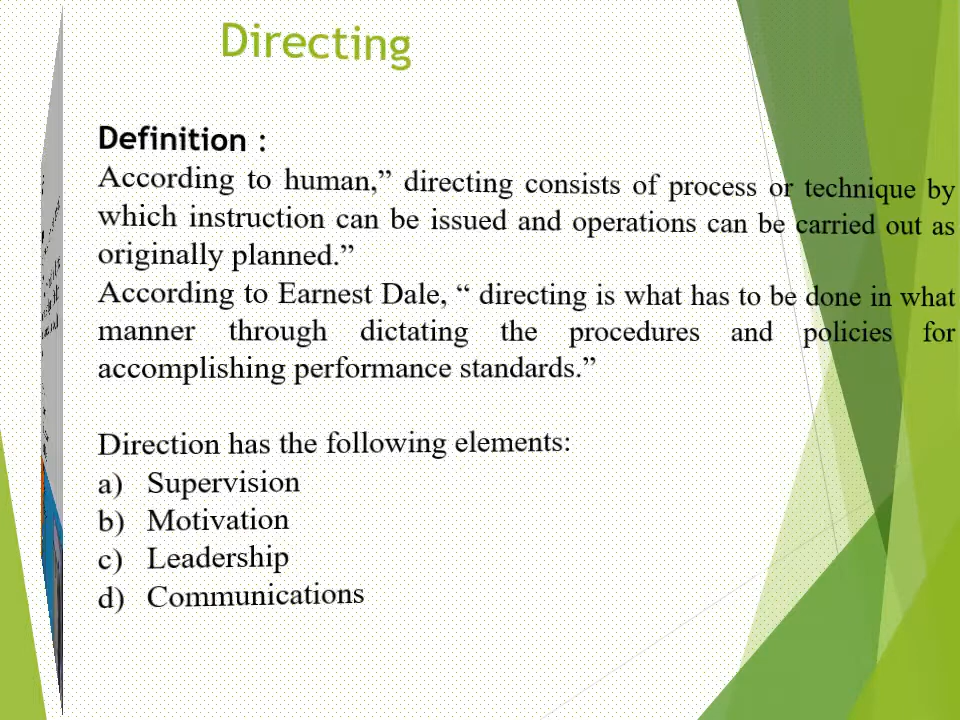 Directing
Definition :
According to human,” directing consists of process or technique by
which instruction can be issued and operations can be carried out as
originally planned.”
According to Earnest Dale, “ directing is what has to be done in what
manner through dictating the procedures and policies for
accomplishing performance standards.”
Direction has the following elements:
a) Supervision
b) Motivation
c) Leadership
d) Communications